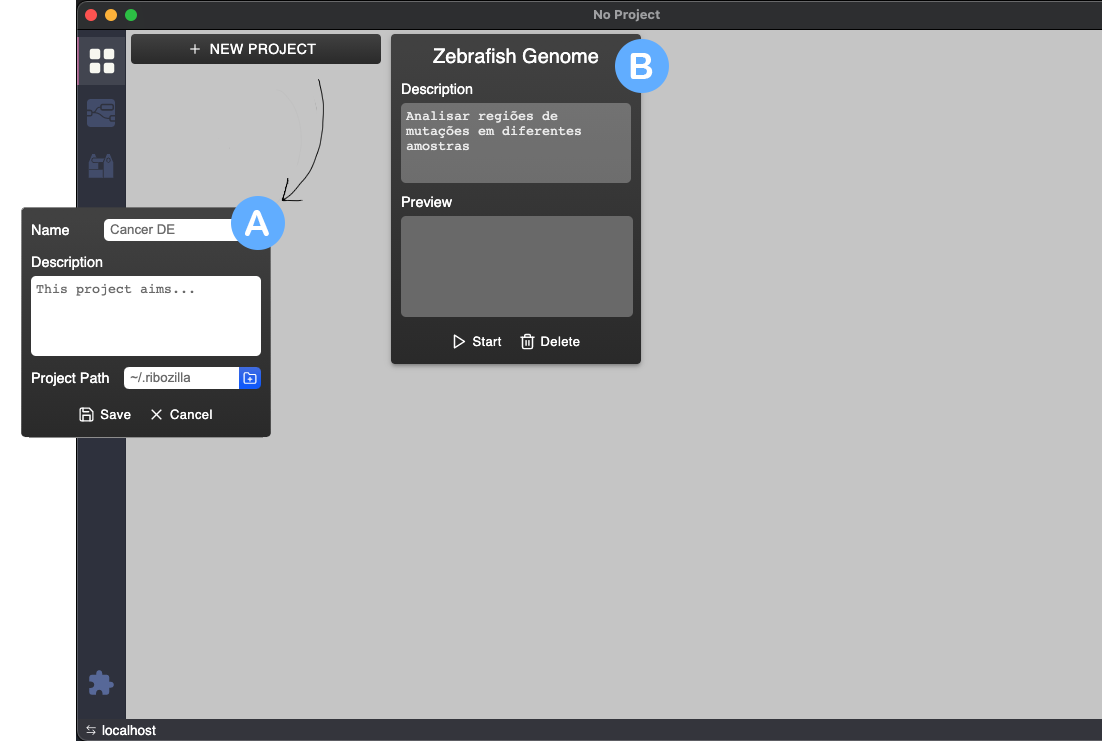 No Project
+ NEW PROJECT
Zebrafish Genome
B
Description
Analisar regiões de
mutações em diferentes
amostras
Preview
Start
Delete
A
Name
Cancer DE
Description
This project aims...
Project Path
~/.ribozilla
Save
Cancel
localhost